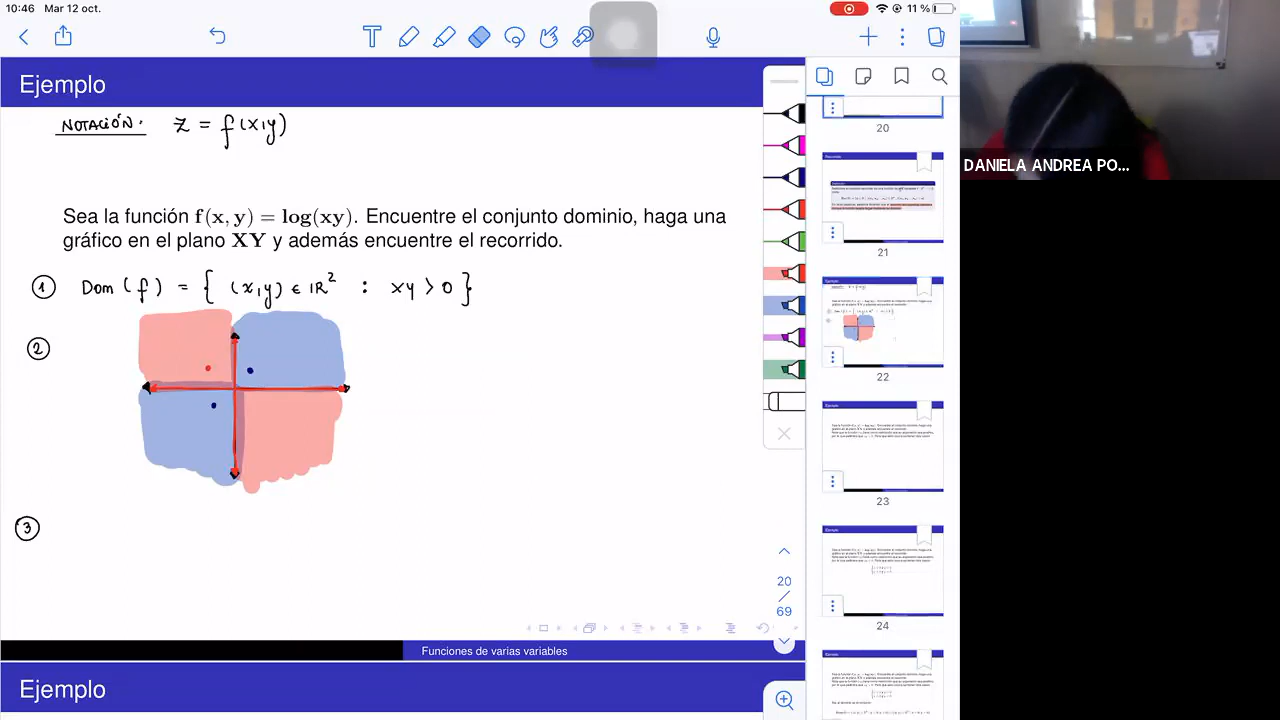 10:46 Mar 12 oct.
11 %
Ejemplo
NOTACIÓN: z = f(x,y)
Sea la función f(x, y) = log(xy). Encuentre el conjunto dominio, haga una
gráfico en el plano XY y además encuentre el recorrido.
① Dom (f) = { (x,y) ∈ ℝ² : xy > 0 }
②
③
20
/
69
Funciones de varias variables
Ejemplo
20
21
22
23
24
DANIELA ANDREA PO...